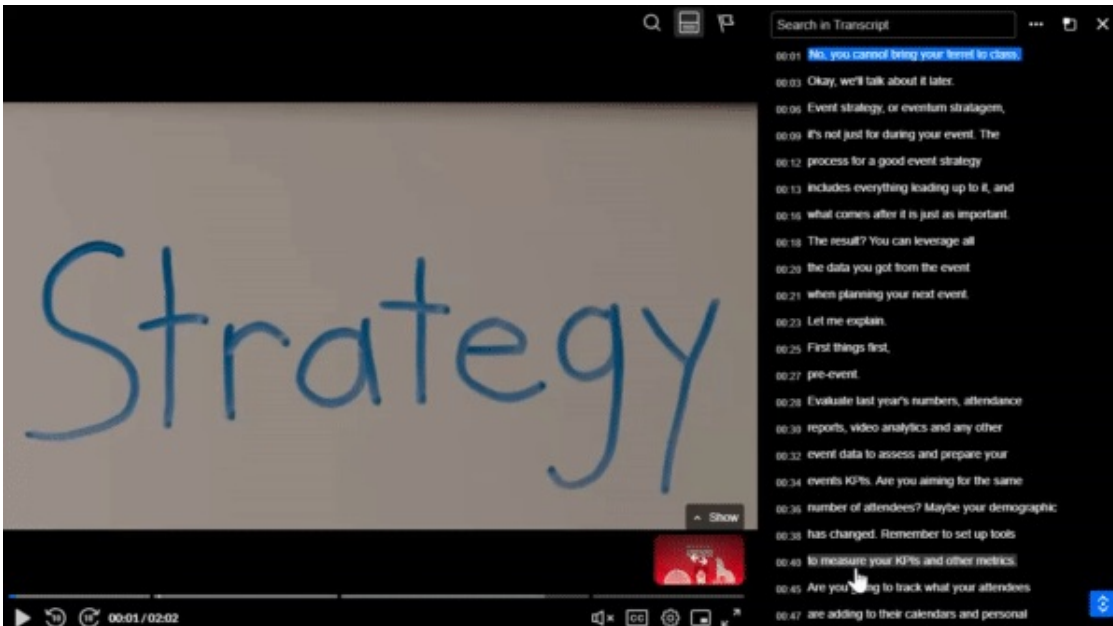 Search in Transcript
00:01 No, you cannot bring your ferret to class.
00:03 Okay, we'll talk about it later.
00:06 Event strategy, or eventum stratagem,
00:09 it's not just for during your event. The
00:12 process for a good event strategy
00:13 includes everything leading up to it, and
00:16 what comes after it is just as important.
00:18 The result? You can leverage all
00:20 the data you got from the event
00:21 when planning your next event.
00:23 Let me explain.
00:25 First things first,
00:27 pre-event.
00:28 Evaluate last year's numbers, attendance
00:30 reports, video analytics and any other
00:32 event data to assess and prepare your
00:34 events KPIs. Are you aiming for the same
00:36 number of attendees? Maybe your demographic
00:38 has changed. Remember to set up tools
00:40 to measure your KPIs and other metrics.
00:45 Are you to track what your attendees
00:47 are adding to their calendars and personal
Strategy
Show
10
10
00:01 / 02:02
CC